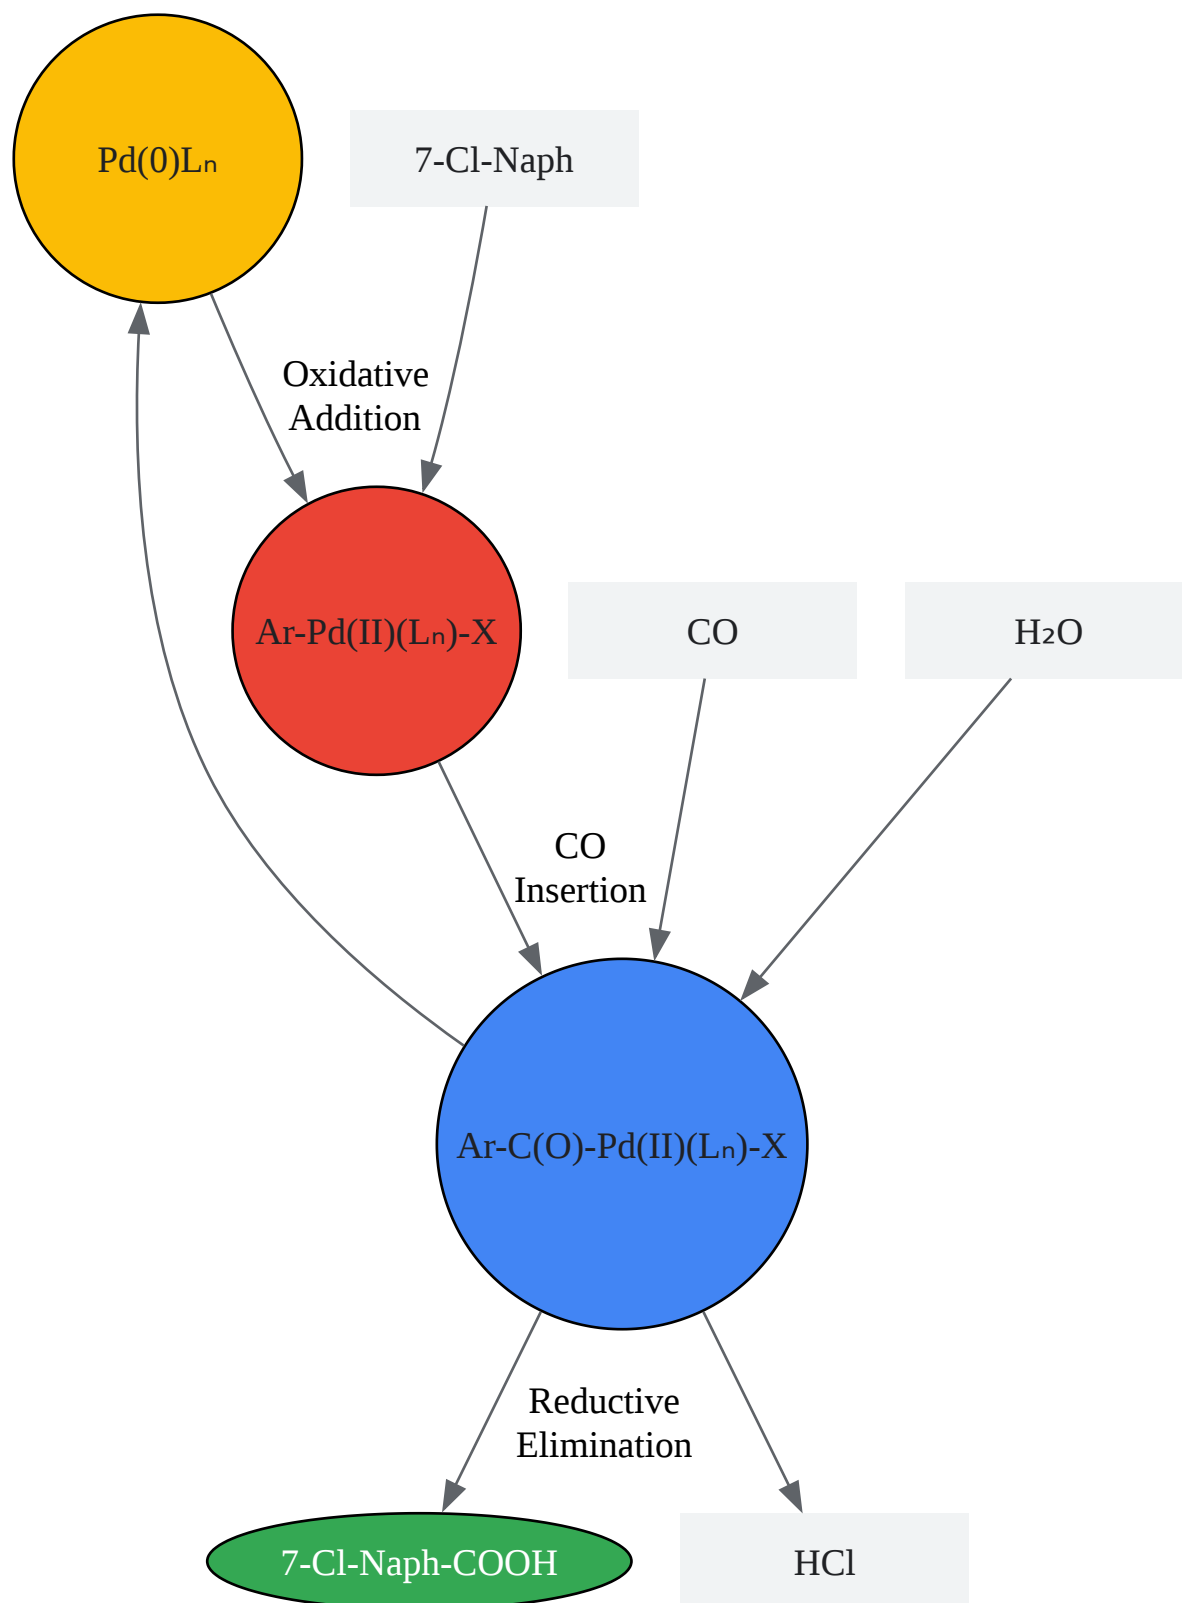 Pd(0)Lₙ
7-Cl-Naph
Oxidative
Addition
Ar-Pd(II)(Lₙ)-X
CO
H₂O
CO
Insertion
Ar-C(O)-Pd(II)(Lₙ)-X
Reductive
Elimination
7-Cl-Naph-COOH
HCl